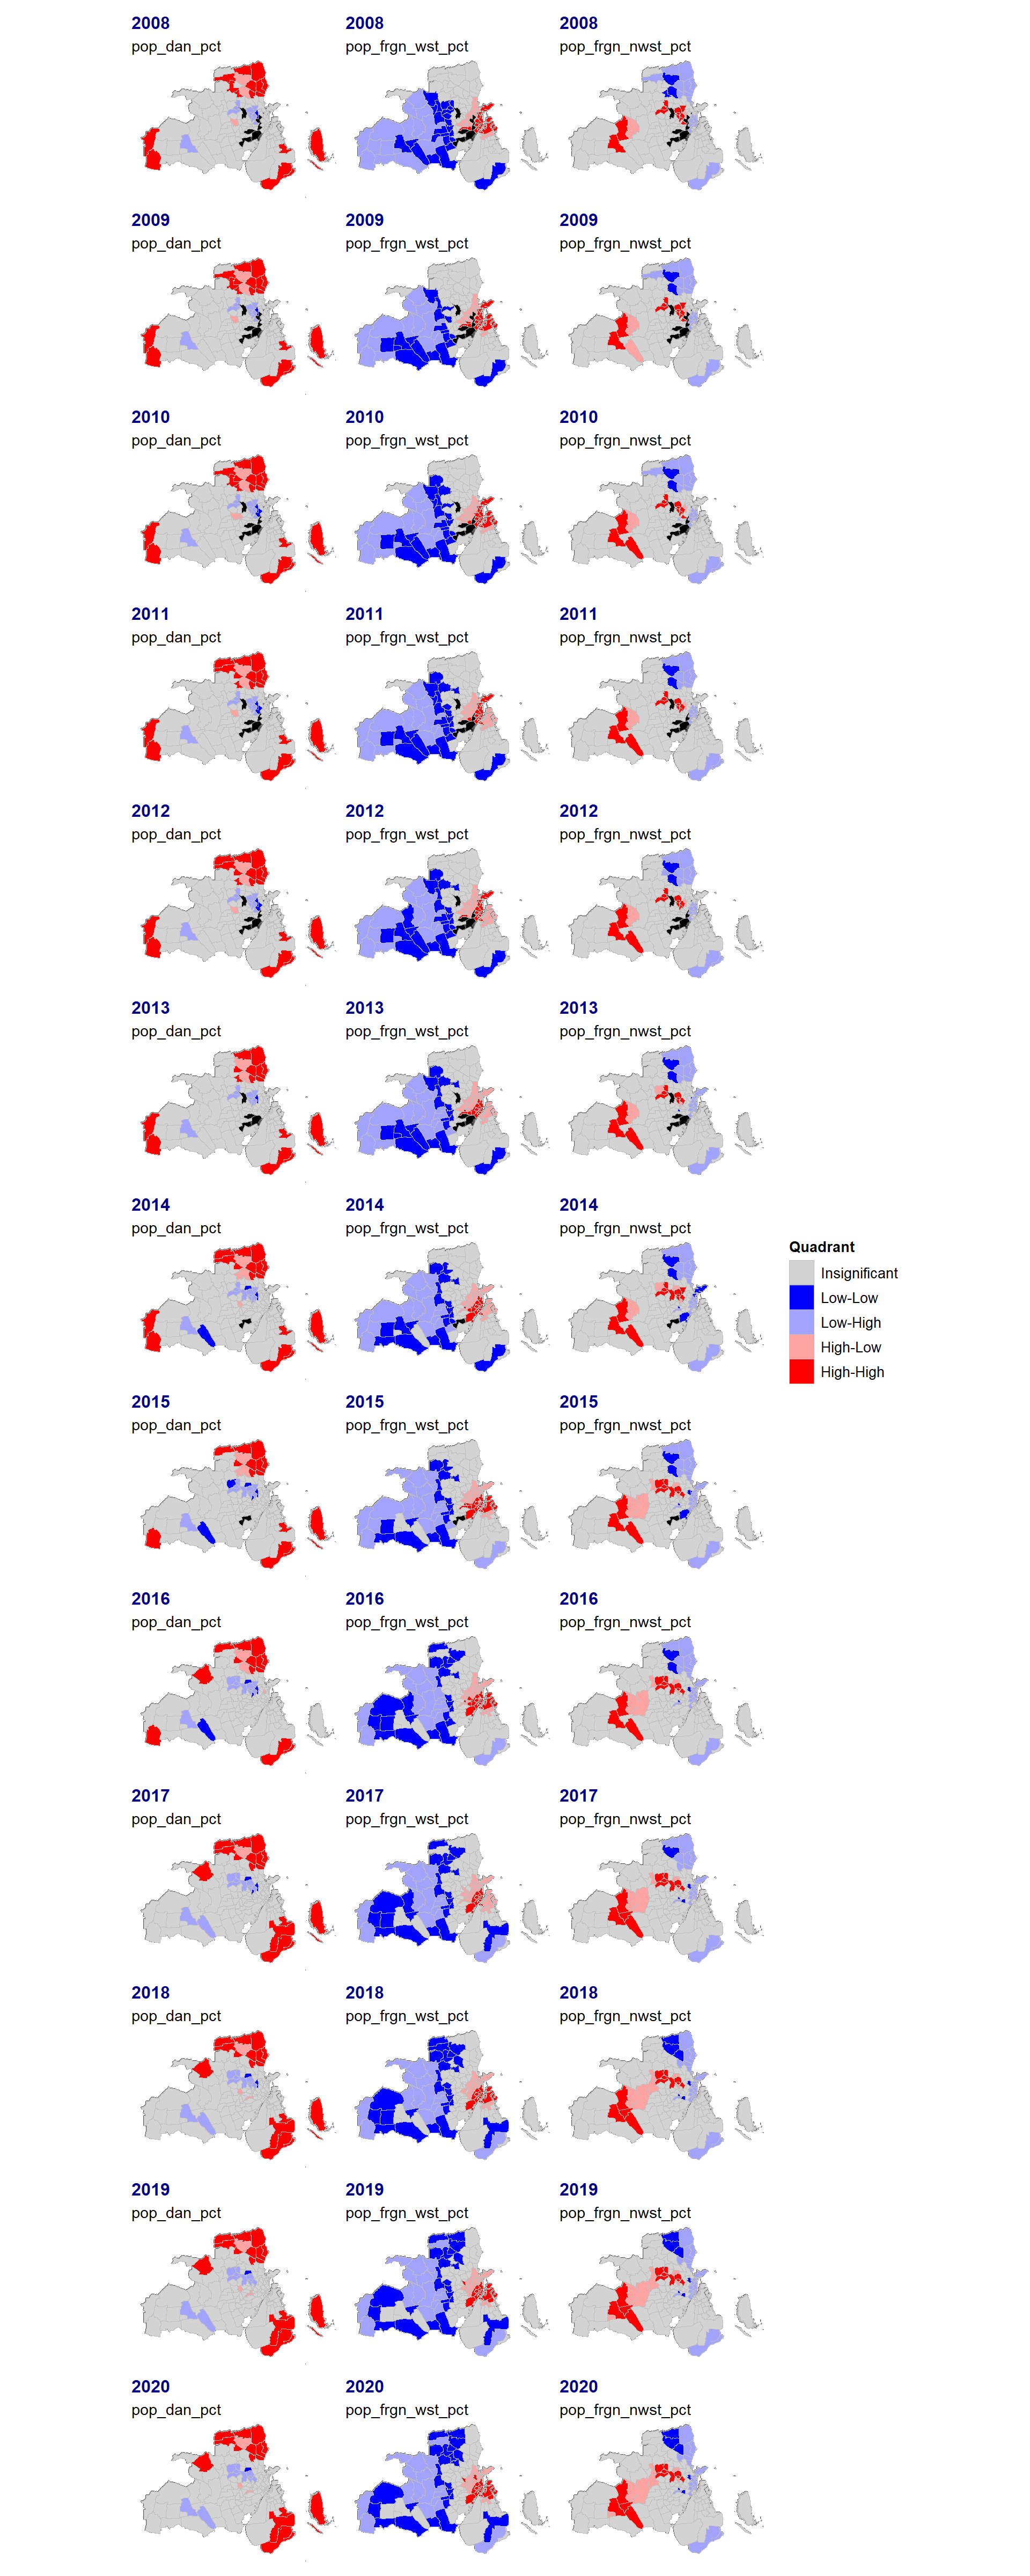 2008 2008 2008
pop_dan_pct pop_frgn_wst_pct pop_frgn_nwst_pct
2009 2009 2009
pop_dan_pct pop_frgn_wst_pct pop_frgn_nwst_pct
2010 2010 2010
pop_dan_pct pop_frgn_wst_pct pop_frgn_nwst_pct
2011 2011 2011
pop_dan_pct pop_frgn_wst_pct pop_frgn_nwst_pct
2012 2012 2012
pop_dan_pct pop_frgn_wst_pct pop_frgn_nwst_pct
2013 2013 2013
pop_dan_pct pop_frgn_wst_pct pop_frgn_nwst_pct
2014 2014 2014
pop_dan_pct pop_frgn_wst_pct pop_frgn_nwst_pct
Quadrant
Insignificant
Low-Low
Low-High
High-Low
High-High
2015 2015 2015
pop_dan_pct pop_frgn_wst_pct pop_frgn_nwst_pct
2016 2016 2016
pop_dan_pct pop_frgn_wst_pct pop_frgn_nwst_pct
2017 2017 2017
pop_dan_pct pop_frgn_wst_pct pop_frgn_nwst_pct
2018 2018 2018
pop_dan_pct pop_frgn_wst_pct pop_frgn_nwst_pct
2019 2019 2019
pop_dan_pct pop_frgn_wst_pct pop_frgn_nwst_pct
2020 2020 2020
pop_dan_pct pop_frgn_wst_pct pop_frgn_nwst_pct